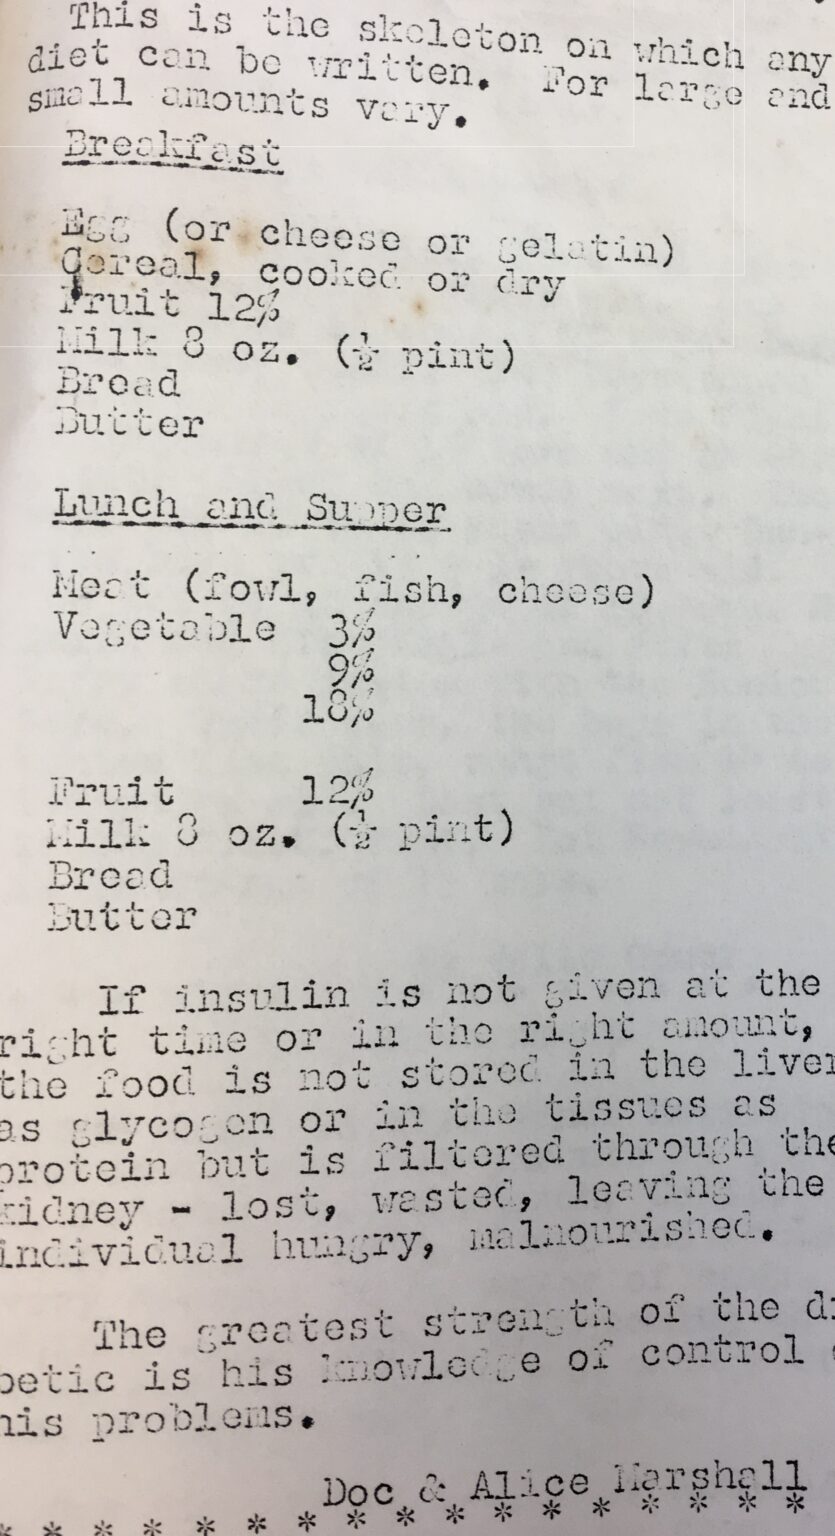 This is the skeleton on which any
diet can be written. For large and
small amounts vary.
Breakfast
Egg (or cheese or gelatin)
Cereal, cooked or dry
Fruit 12%
Milk 8 oz. (½ pint)
Bread
Butter
Lunch and Supper
Meat (fowl, fish, cheese)
Vegetable 3%
9%
18%
Fruit 12%
Milk 8 oz. (½ pint)
Bread
Butter
If insulin is not given at the
right time or in the right amount,
the food is not stored in the liver
as glycogen or in the tissues as
protein but is filtered through the
kidney - lost, wasted, leaving the
individual hungry, malnourished.
The greatest strength of the di
betic is his knowledge of control
his problems.
Doc & Alice Marshall
* * * * * * * * * * * * * * * * *